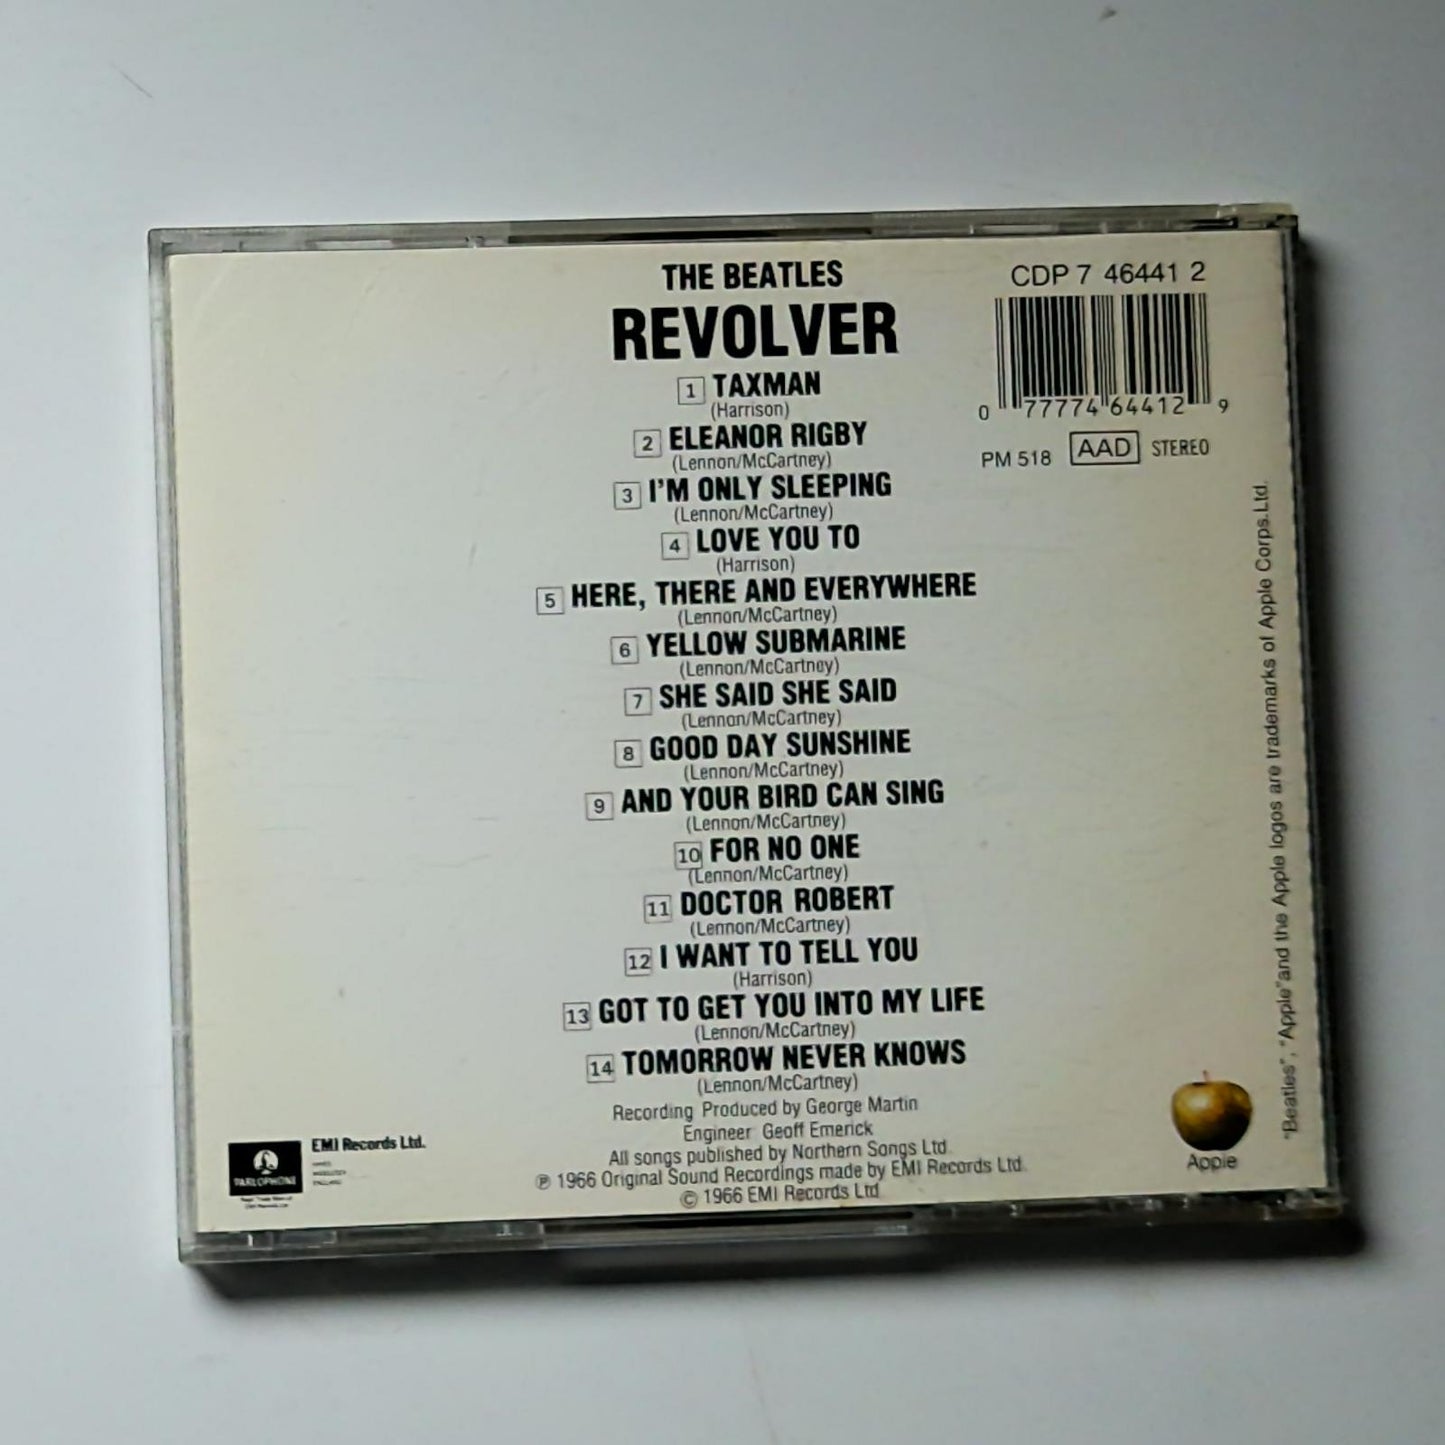 THE BEATLES
REVOLVER
1 TAXMAN
(Harrison)
2 ELEANOR RIGBY
(Lennon/McCartney)
3 I'M ONLY SLEEPING
(Lennon/McCartney)
4 LOVE YOU TO
(Harrison)
5 HERE, THERE AND EVERYWHERE
(Lennon/McCartney)
6 YELLOW SUBMARINE
(Lennon/McCartney)
7 SHE SAID SHE SAID
(Lennon/McCartney)
8 GOOD DAY SUNSHINE
(Lennon/McCartney)
9 AND YOUR BIRD CAN SING
(Lennon/McCartney)
10 FOR NO ONE
(Lennon/McCartney)
11 DOCTOR ROBERT
(Lennon/McCartney)
12 I WANT TO TELL YOU
(Harrison)
13 GOT TO GET YOU INTO MY LIFE
(Lennon/McCartney)
14 TOMORROW NEVER KNOWS
(Lennon/McCartney)
Recording Produced by George Martin
Engineer Geoff Emerick
All songs published by Northern Songs Ltd.
℗ 1966 Original Sound Recordings made by EMI Records Ltd.
© 1966 EMI Records Ltd
CDP 7 46441 2
0 77774 64412 9
PM 518 AAD STEREO
"Beatles", "Apple" and the Apple logos are trademarks of Apple Corps.Ltd.
Apple
PARLOPHONE
EMI Records Ltd.